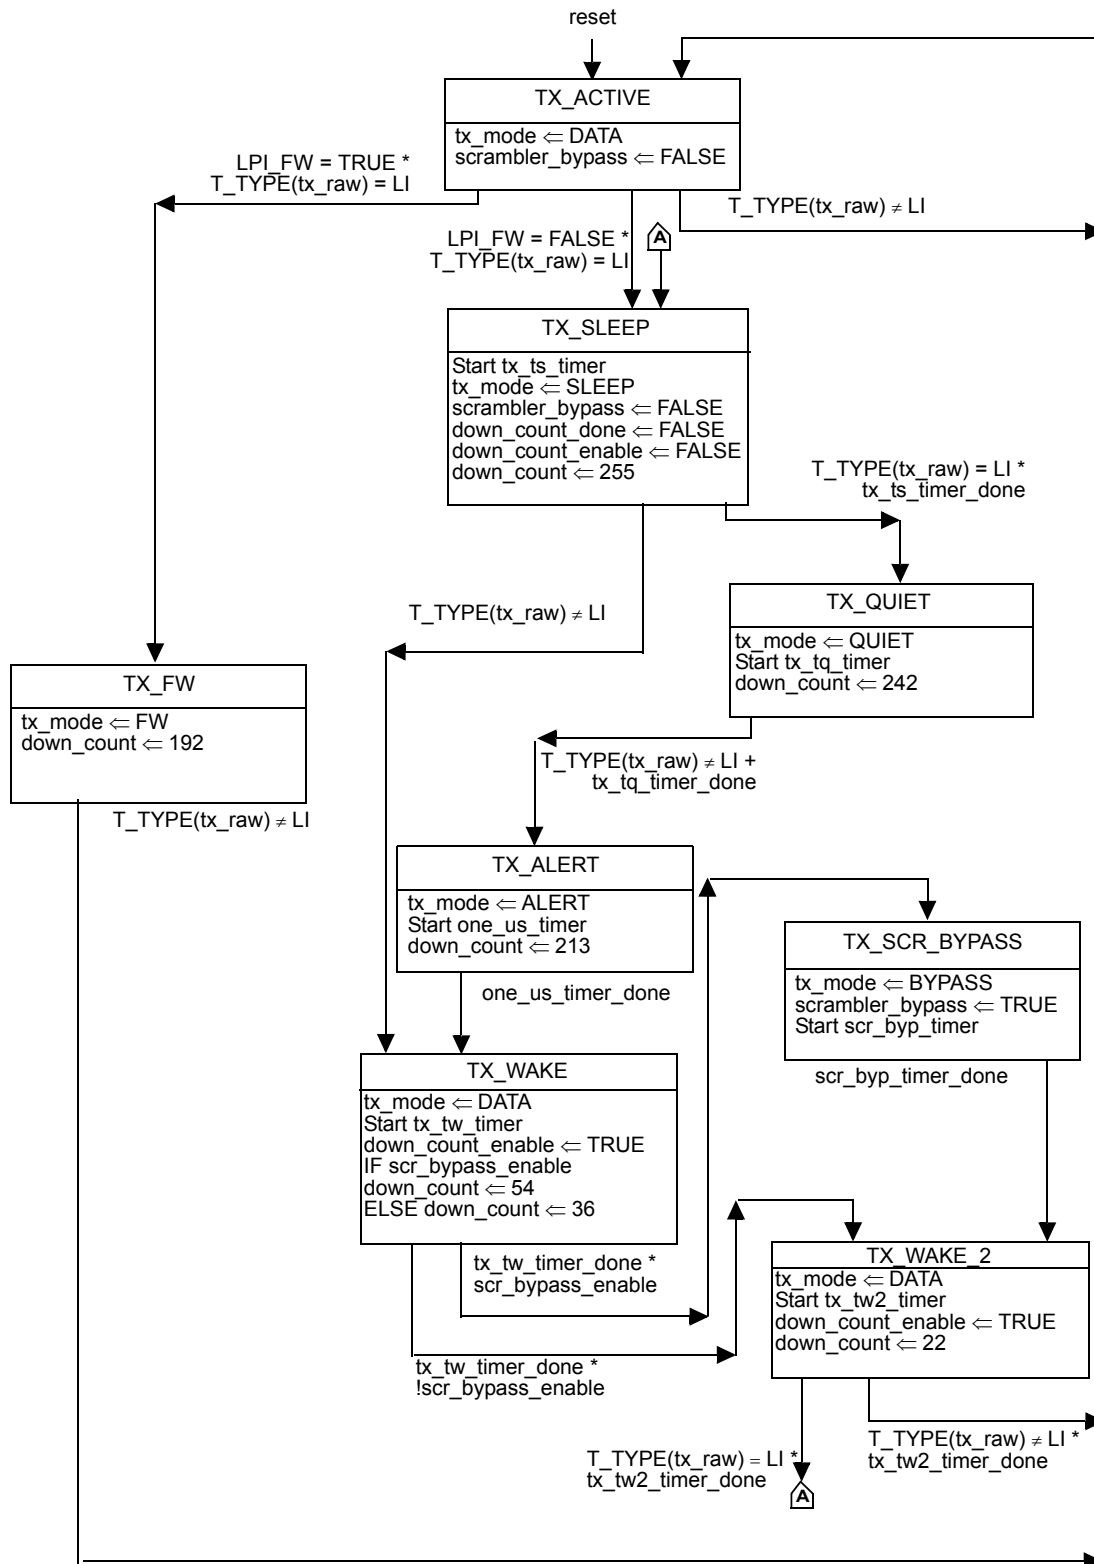 reset
TX_ACTIVE
tx_mode ⇐ DATA
scrambler_bypass ⇐ FALSE
LPI_FW = TRUE *
T_TYPE(tx_raw) = LI
T_TYPE(tx_raw) ≠ LI
LPI_FW = FALSE *
T_TYPE(tx_raw) = LI
A
TX_SLEEP
Start tx_ts_timer
tx_mode ⇐ SLEEP
scrambler_bypass ⇐ FALSE
down_count_done ⇐ FALSE
down_count_enable ⇐ FALSE
down_count ⇐ 255
T_TYPE(tx_raw) = LI *
tx_ts_timer_done
T_TYPE(tx_raw) ≠ LI
TX_QUIET
tx_mode ⇐ QUIET
Start tx_tq_timer
down_count ⇐ 242
TX_FW
tx_mode ⇐ FW
down_count ⇐ 192
T_TYPE(tx_raw) ≠ LI
T_TYPE(tx_raw) ≠ LI +
tx_tq_timer_done
TX_ALERT
tx_mode ⇐ ALERT
Start one_us_timer
down_count ⇐ 213
one_us_timer_done
TX_SCR_BYPASS
tx_mode ⇐ BYPASS
scrambler_bypass ⇐ TRUE
Start scr_byp_timer
scr_byp_timer_done
TX_WAKE
tx_mode ⇐ DATA
Start tx_tw_timer
down_count_enable ⇐ TRUE
IF scr_bypass_enable
down_count ⇐ 54
ELSE down_count ⇐ 36
tx_tw_timer_done *
scr_bypass_enable
tx_tw_timer_done *
!scr_bypass_enable
TX_WAKE_2
tx_mode ⇐ DATA
Start tx_tw2_timer
down_count_enable ⇐ TRUE
down_count ⇐ 22
T_TYPE(tx_raw) = LI *
tx_tw2_timer_done
A
T_TYPE(tx_raw) ≠ LI *
tx_tw2_timer_done